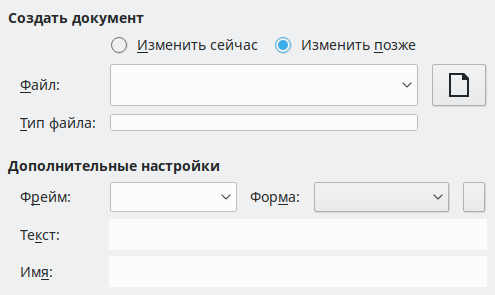 Создать документ
Изменить сейчас Изменить позже
Файл:
Тип файла:
Дополнительные настройки
Фрейм: Форма:
Текст:
Имя: